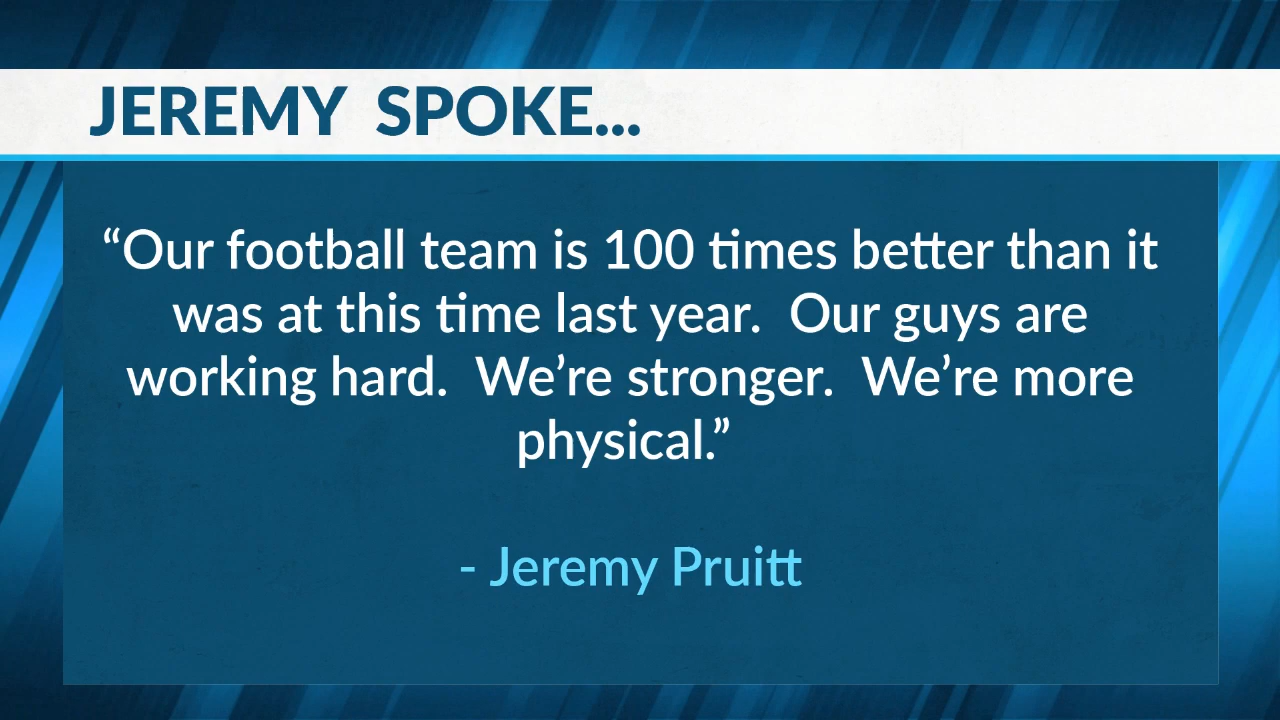 JEREMY  SPOKE...
“Our football team is 100 times better than it
was at this time last year.  Our guys are
working hard.  We’re stronger.  We’re more
physical.”
- Jeremy Pruitt